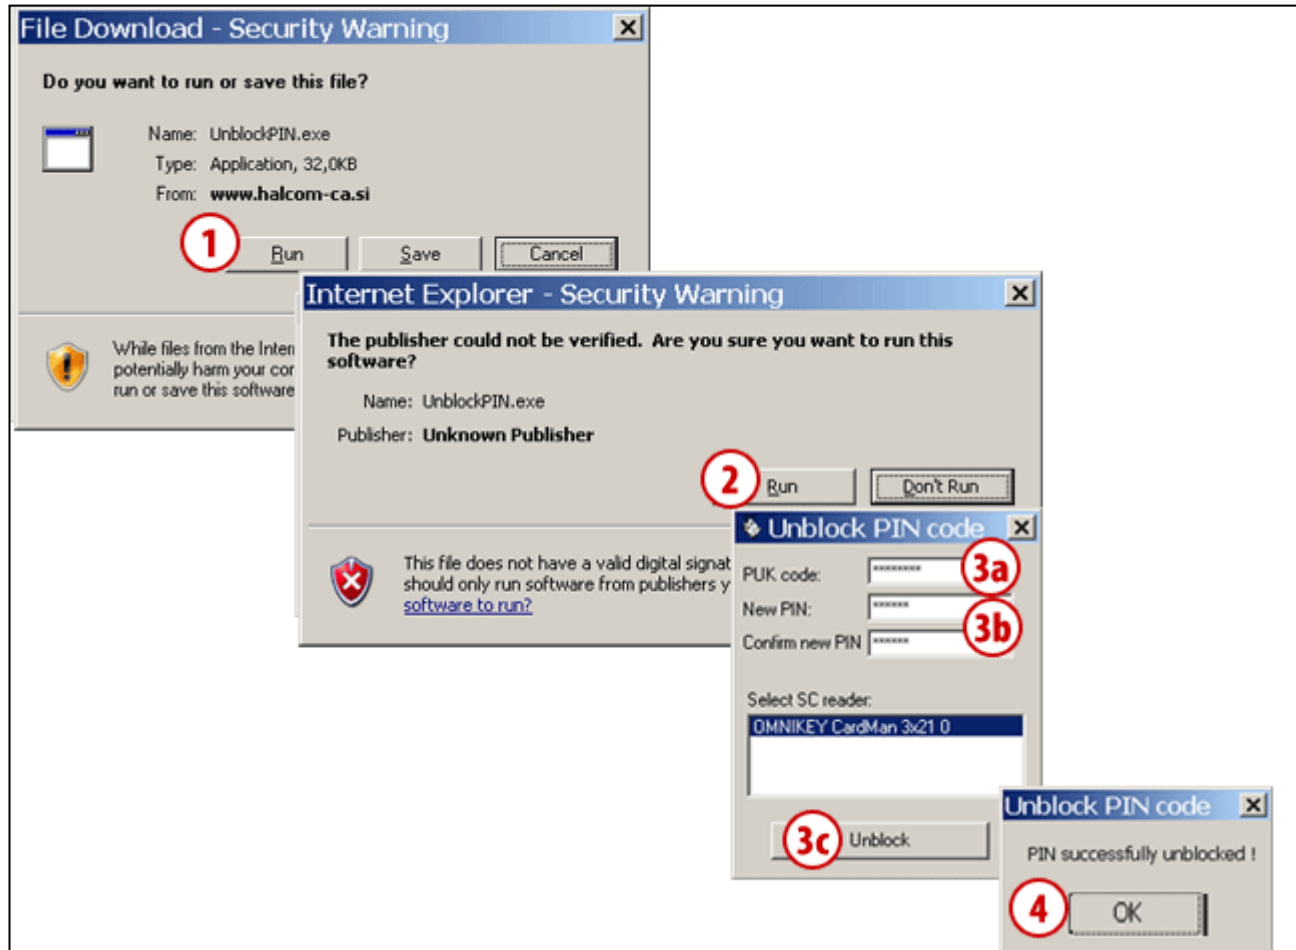 File Download - Security Warning
Do you want to run or save this file?
Name: UnblockPIN.exe
Type: Application, 32,0KB
From: www.halcom-ca.si
1
Run
Save
Cancel
While files from the Inter
potentially harm your co
run or save this software
Internet Explorer - Security Warning
The publisher could not be verified. Are you sure you want to run this
software?
Name: UnblockPIN.exe
Publisher: Unknown Publisher
2
Run
Don't Run
This file does not have a valid digital signat
should only run software from publishers y
software to run?
Unblock PIN code
PUK code: ********
3a
New PIN: ******
3b
Confirm new PIN ******
Select SC reader:
OMNIKEY CardMan 3x21 0
3c
Unblock
Unblock PIN code
PIN successfully unblocked !
4
OK